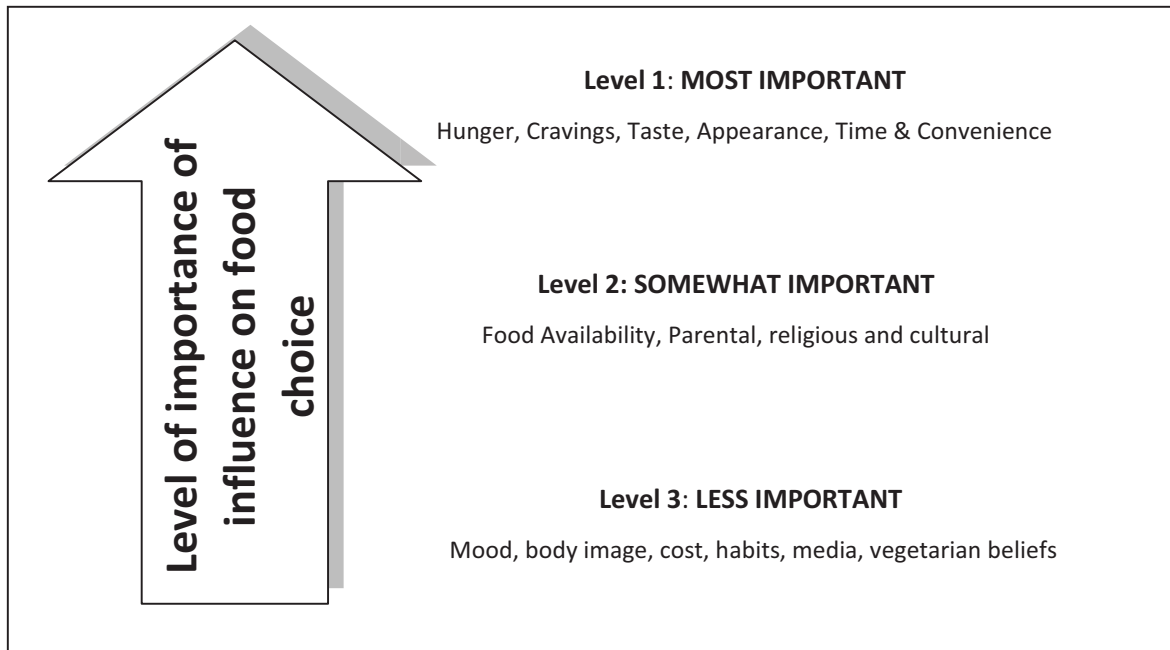 Level of importance of
influence on food
choice
Level 1: MOST IMPORTANT
Hunger, Cravings, Taste, Appearance, Time & Convenience
Level 2: SOMEWHAT IMPORTANT
Food Availability, Parental, religious and cultural
Level 3: LESS IMPORTANT
Mood, body image, cost, habits, media, vegetarian beliefs